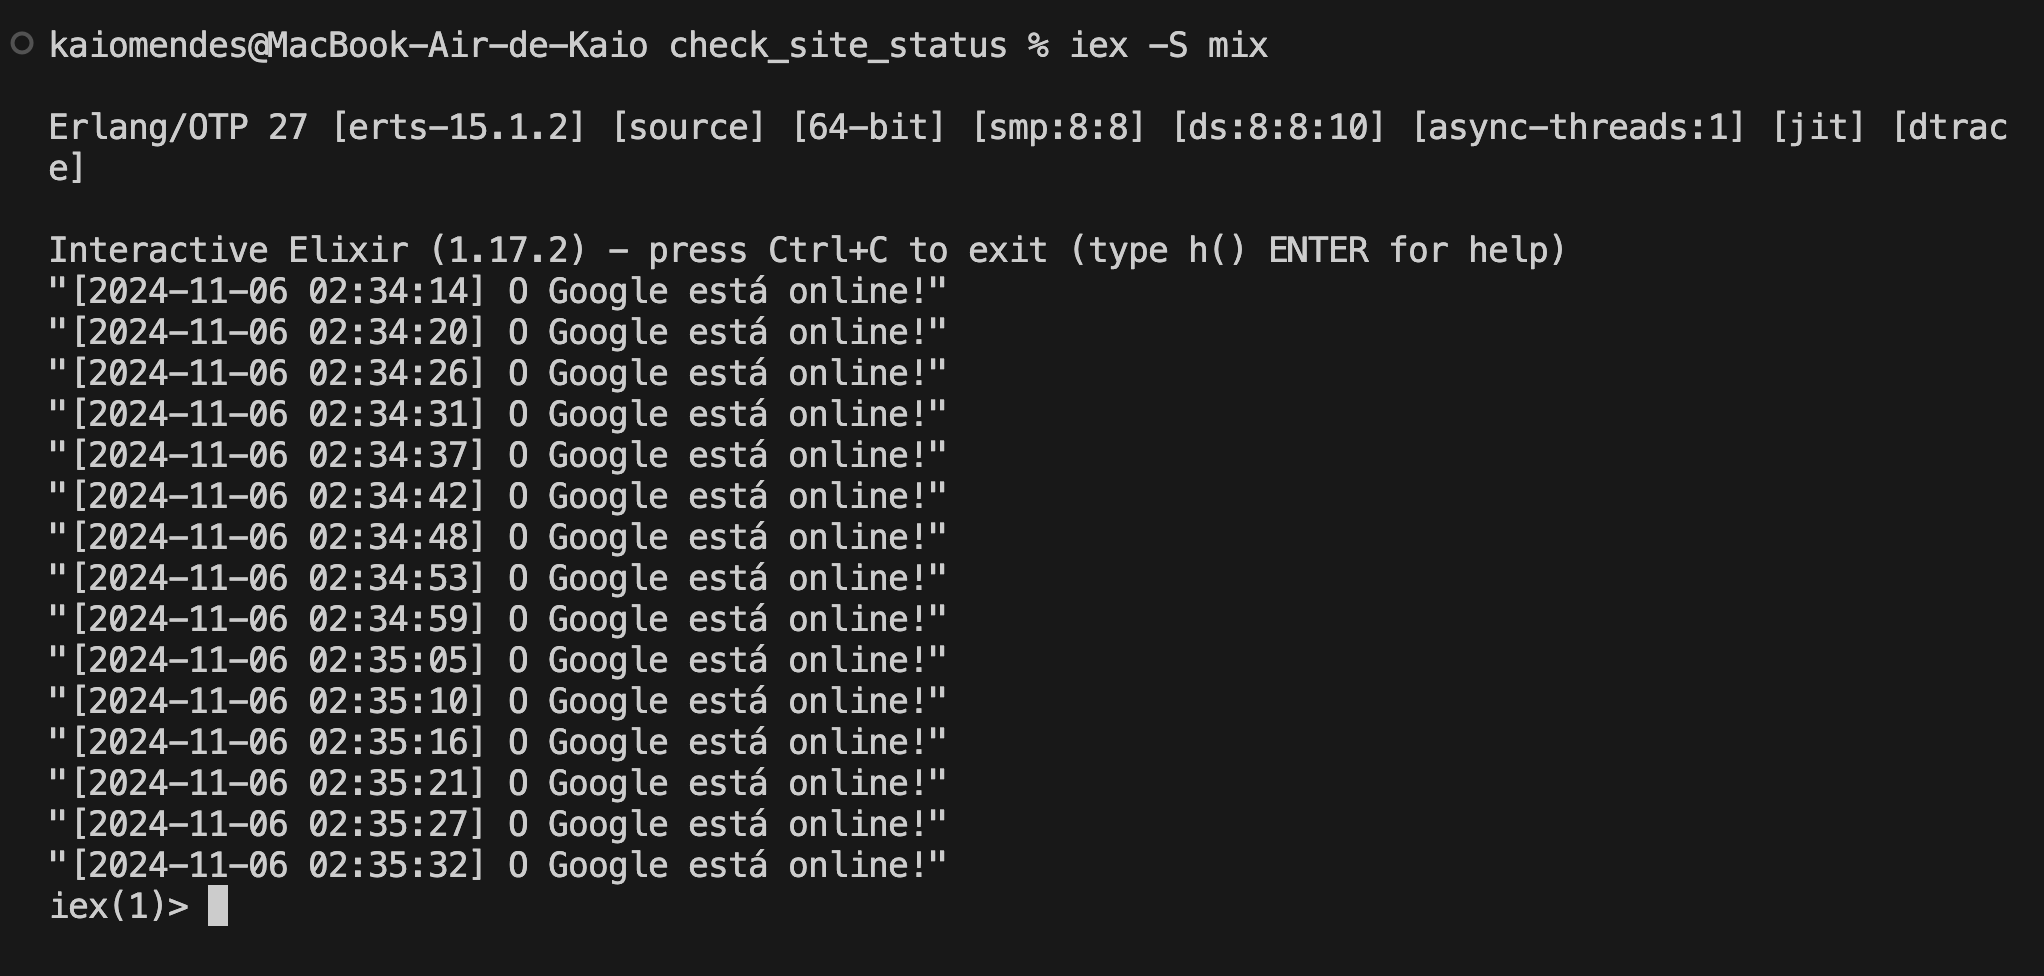 kaiomendes@MacBook-Air-de-Kaio check_site_status % iex -S mix
Erlang/OTP 27 [erts-15.1.2] [source] [64-bit] [smp:8:8] [ds:8:8:10] [async-threads:1] [jit] [dtrac
e]
Interactive Elixir (1.17.2) - press Ctrl+C to exit (type h() ENTER for help)
"[2024-11-06 02:34:14] O Google está online!"
"[2024-11-06 02:34:20] O Google está online!"
"[2024-11-06 02:34:26] O Google está online!"
"[2024-11-06 02:34:31] O Google está online!"
"[2024-11-06 02:34:37] O Google está online!"
"[2024-11-06 02:34:42] O Google está online!"
"[2024-11-06 02:34:48] O Google está online!"
"[2024-11-06 02:34:53] O Google está online!"
"[2024-11-06 02:34:59] O Google está online!"
"[2024-11-06 02:35:05] O Google está online!"
"[2024-11-06 02:35:10] O Google está online!"
"[2024-11-06 02:35:16] O Google está online!"
"[2024-11-06 02:35:21] O Google está online!"
"[2024-11-06 02:35:27] O Google está online!"
"[2024-11-06 02:35:32] O Google está online!"
iex(1)>